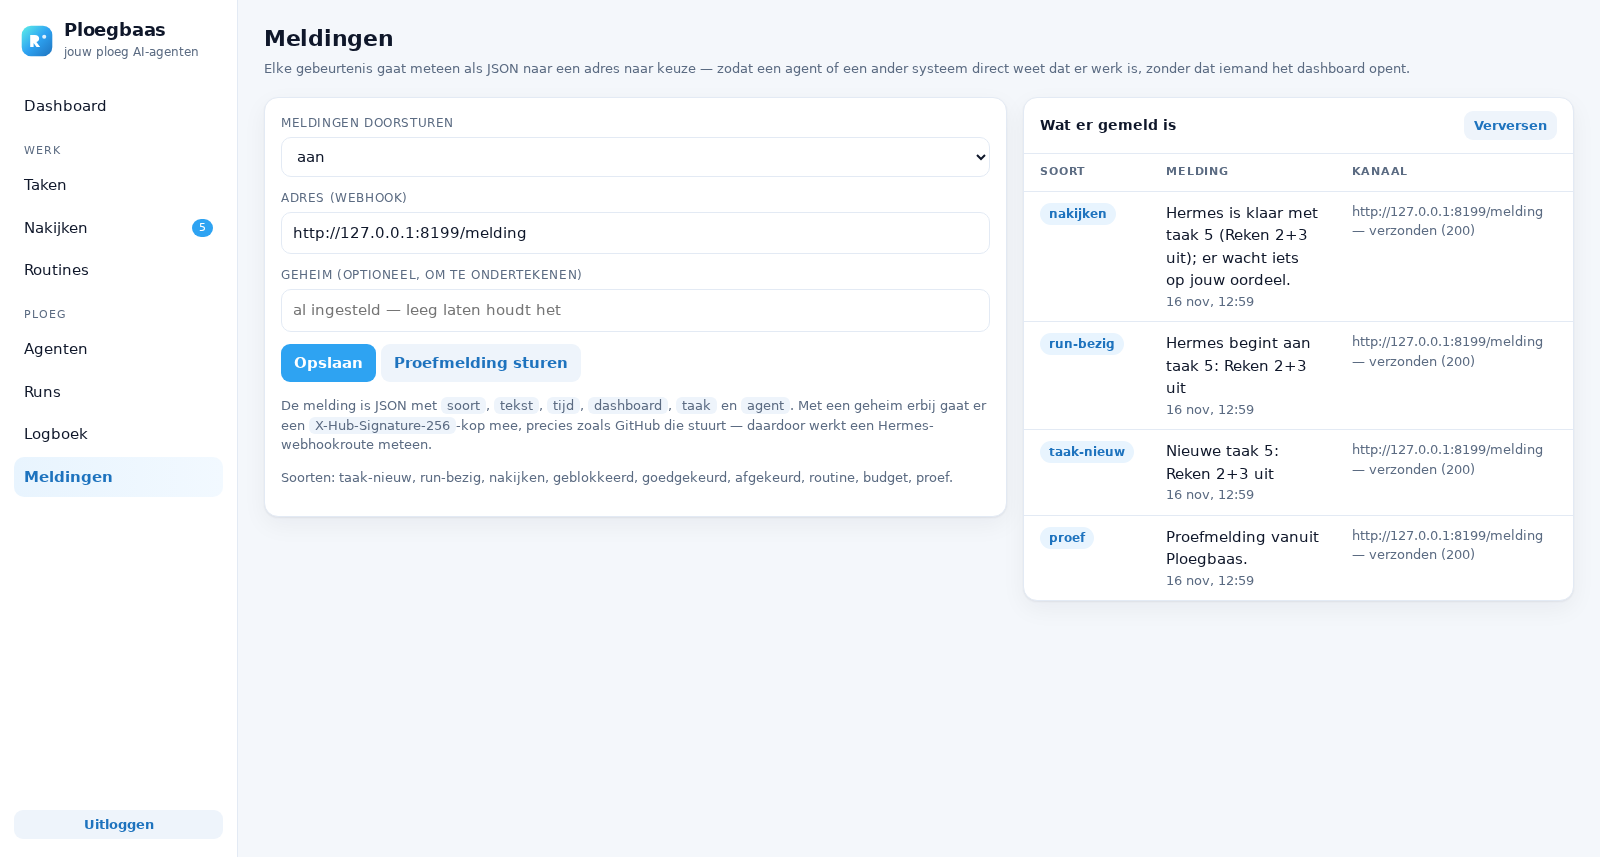 Ploegbaas
jouw ploeg AI-agenten
Dashboard
WERK
Taken
Nakijken 5
Routines
PLOEG
Agenten
Runs
Logboek
Meldingen
Uitloggen
Meldingen
Elke gebeurtenis gaat meteen als JSON naar een adres naar keuze — zodat een agent of een ander systeem direct weet dat er werk is, zonder dat iemand het dashboard opent.
MELDINGEN DOORSTUREN
aan
ADRES (WEBHOOK)
http://127.0.0.1:8199/melding
GEHEIM (OPTIONEEL, OM TE ONDERTEKENEN)
al ingesteld — leeg laten houdt het
Opslaan Proefmelding sturen
De melding is JSON met soort, tekst, tijd, dashboard, taak en agent. Met een geheim erbij gaat er
een X-Hub-Signature-256-kop mee, precies zoals GitHub die stuurt — daardoor werkt een Hermes-
webhookroute meteen.
Soorten: taak-nieuw, run-bezig, nakijken, geblokkeerd, goedgekeurd, afgekeurd, routine, budget, proef.
Wat er gemeld is Verversen
SOORT MELDING KANAAL
nakijken Hermes is klaar met http://127.0.0.1:8199/melding
taak 5 (Reken 2+3 — verzonden (200)
uit); er wacht iets
op jouw oordeel.
16 nov, 12:59
run-bezig Hermes begint aan http://127.0.0.1:8199/melding
taak 5: Reken 2+3 — verzonden (200)
uit
16 nov, 12:59
taak-nieuw Nieuwe taak 5: http://127.0.0.1:8199/melding
Reken 2+3 uit — verzonden (200)
16 nov, 12:59
proef Proefmelding vanuit http://127.0.0.1:8199/melding
Ploegbaas. — verzonden (200)
16 nov, 12:59